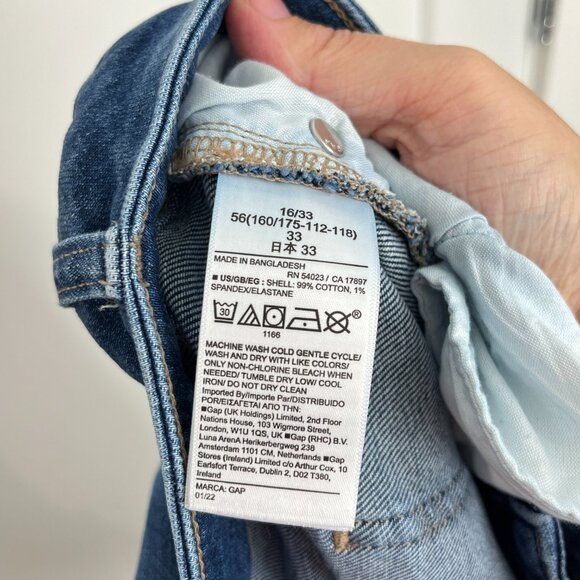 16/33
56(160/175-112-118)
33
日本 33
MADE IN BANGLADESH
RN 54023 / CA 17897
■ US/GB/EG : SHELL: 99% COTTON, 1%
SPANDEX/ELASTANE
30
1166
MACHINE WASH COLD GENTLE CYCLE/
WASH AND DRY WITH LIKE COLORS/
ONLY NON-CHLORINE BLEACH WHEN
NEEDED/ TUMBLE DRY LOW/ COOL
IRON/ DO NOT DRY CLEAN
Imported By/Importe Par/DISTRIBUIDO
POR/ΕΙΣΑΓΕΤΑΙ ΑΠΟ ΤΗΝ:
■Gap (UK Holdings) Limited, 2nd Floor
Nations House, 103 Wigmore Street,
London, W1U 1QS, UK ■Gap (RHC) B.V.
Luna ArenA Herikerbergweg 238
Amsterdam 1101 CM, Netherlands ■Gap
Stores (Ireland) Limited c/o Arthur Cox, 10
Earlsfort Terrace, Dublin 2, D02 T380,
Ireland
MARCA: GAP
01/22